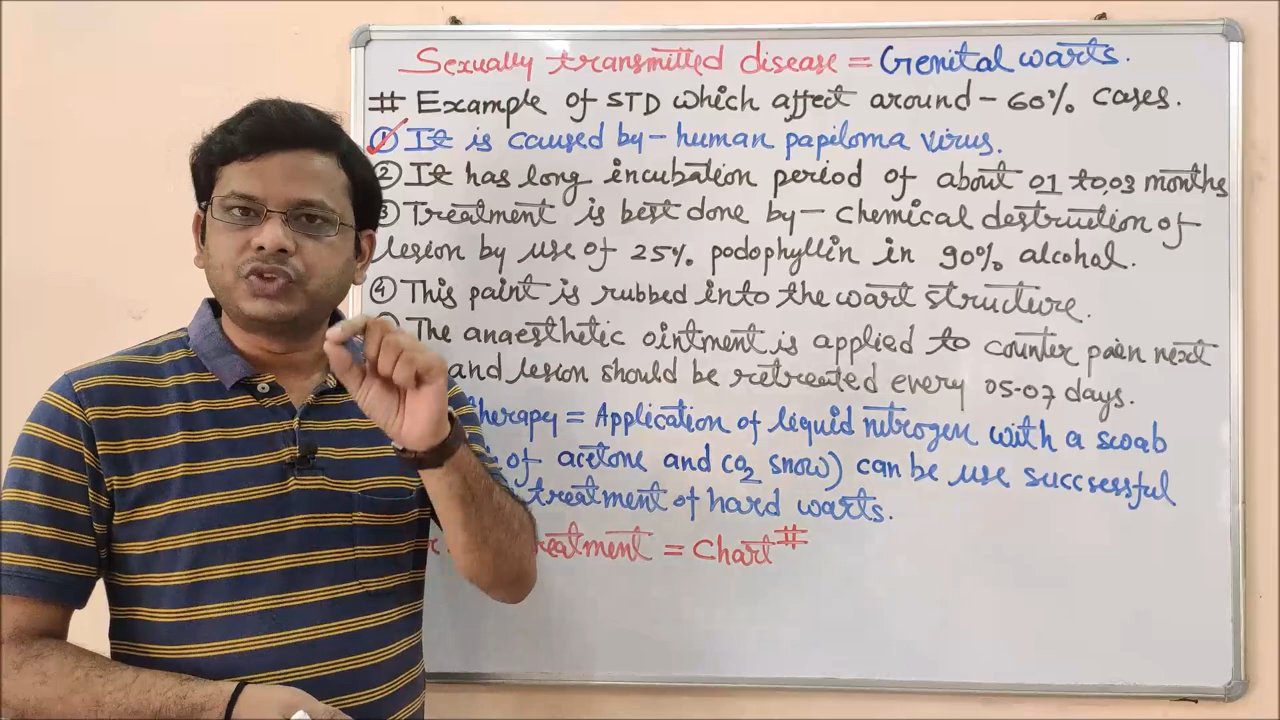 Sexually transmitted disease = Genital warts.
# Example of STD which affect around - 60% cases.
① It is caused by - human papiloma virus.
② It has long incubation period of about 01 to 03 months
③ Treatment is best done by - chemical destruction of
lesion by use of 25% podophyllin in 90% alcohol.
④ This paint is rubbed into the wart structure.
The anaesthetic ointment is applied to counter pain next
and lesion should be retreated every 05-07 days.
therapy = Application of liquid nitrogen with a swab
of acetone and CO2 snow) can be use succsessful
treatment of hard warts.
treatment = Chart #